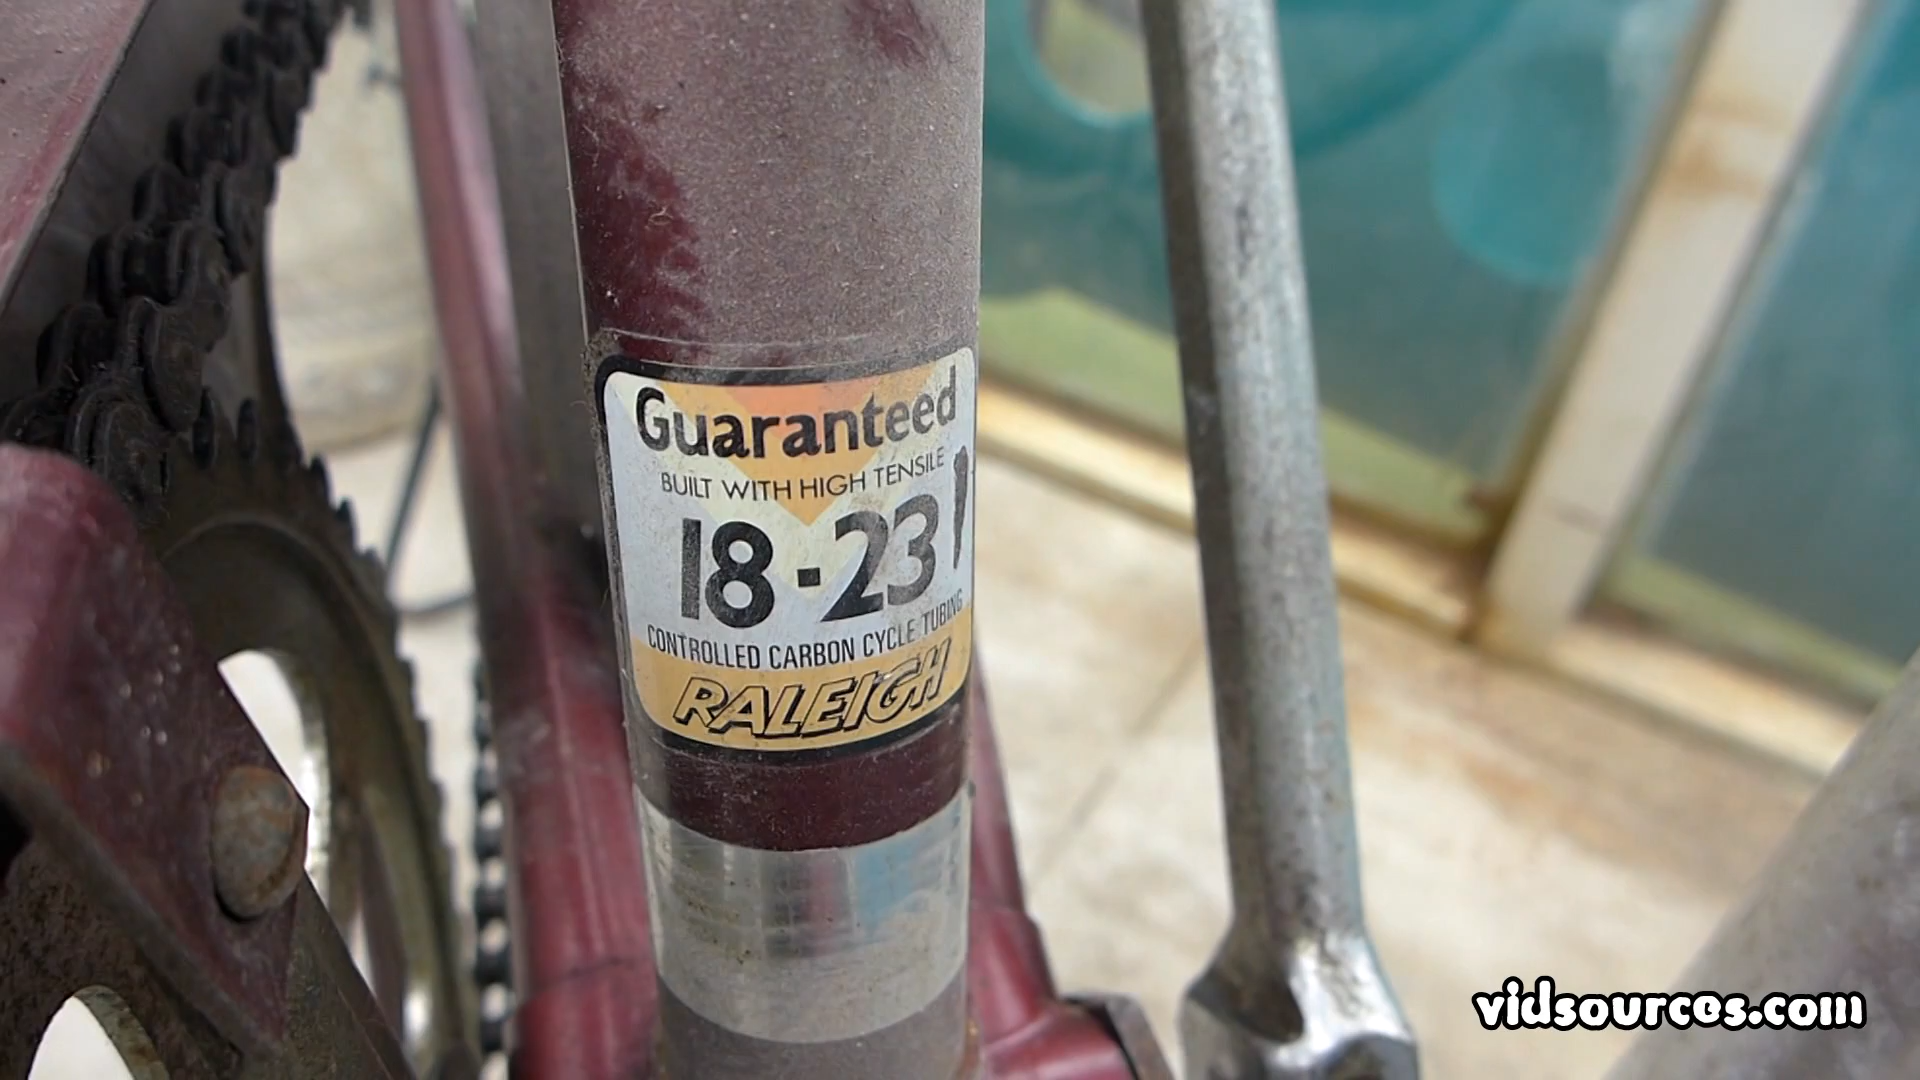 Guaranteed
BUILT WITH HIGH TENSILE
18-23
CONTROLLED CARBON CYCLE TUBING
RALEIGH
vidsources.com